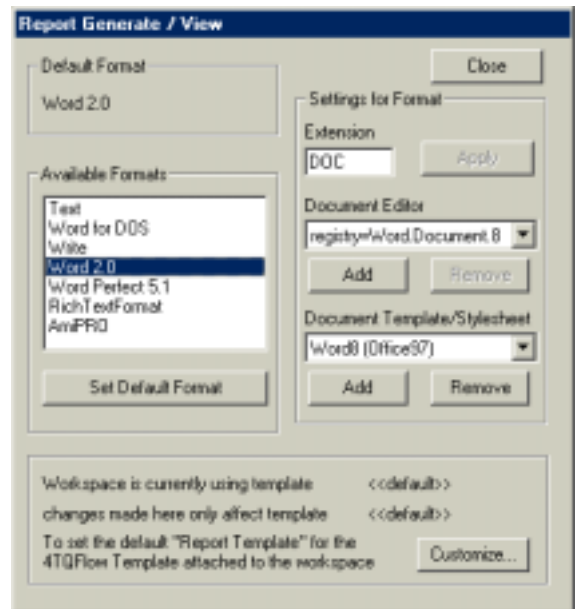 Report Generate / View
Default Format
Word 2.0
Close
Available Formats
Text
Word for DOS
Write
Word 2.0
Word Perfect 5.1
RichTextFormat
AmiPRO
Set Default Format
Settings for Format
Extension
DOC
Apply
Document Editor
registry=Word.Document.8
Add
Remove
Document Template/Stylesheet
Word8 (Office97)
Add
Remove
Workspace is currently using template <<default>>
changes made here only affect template <<default>>
To set the default "Report Template" for the
4TQFlow Template attached to the workspace
Customize...